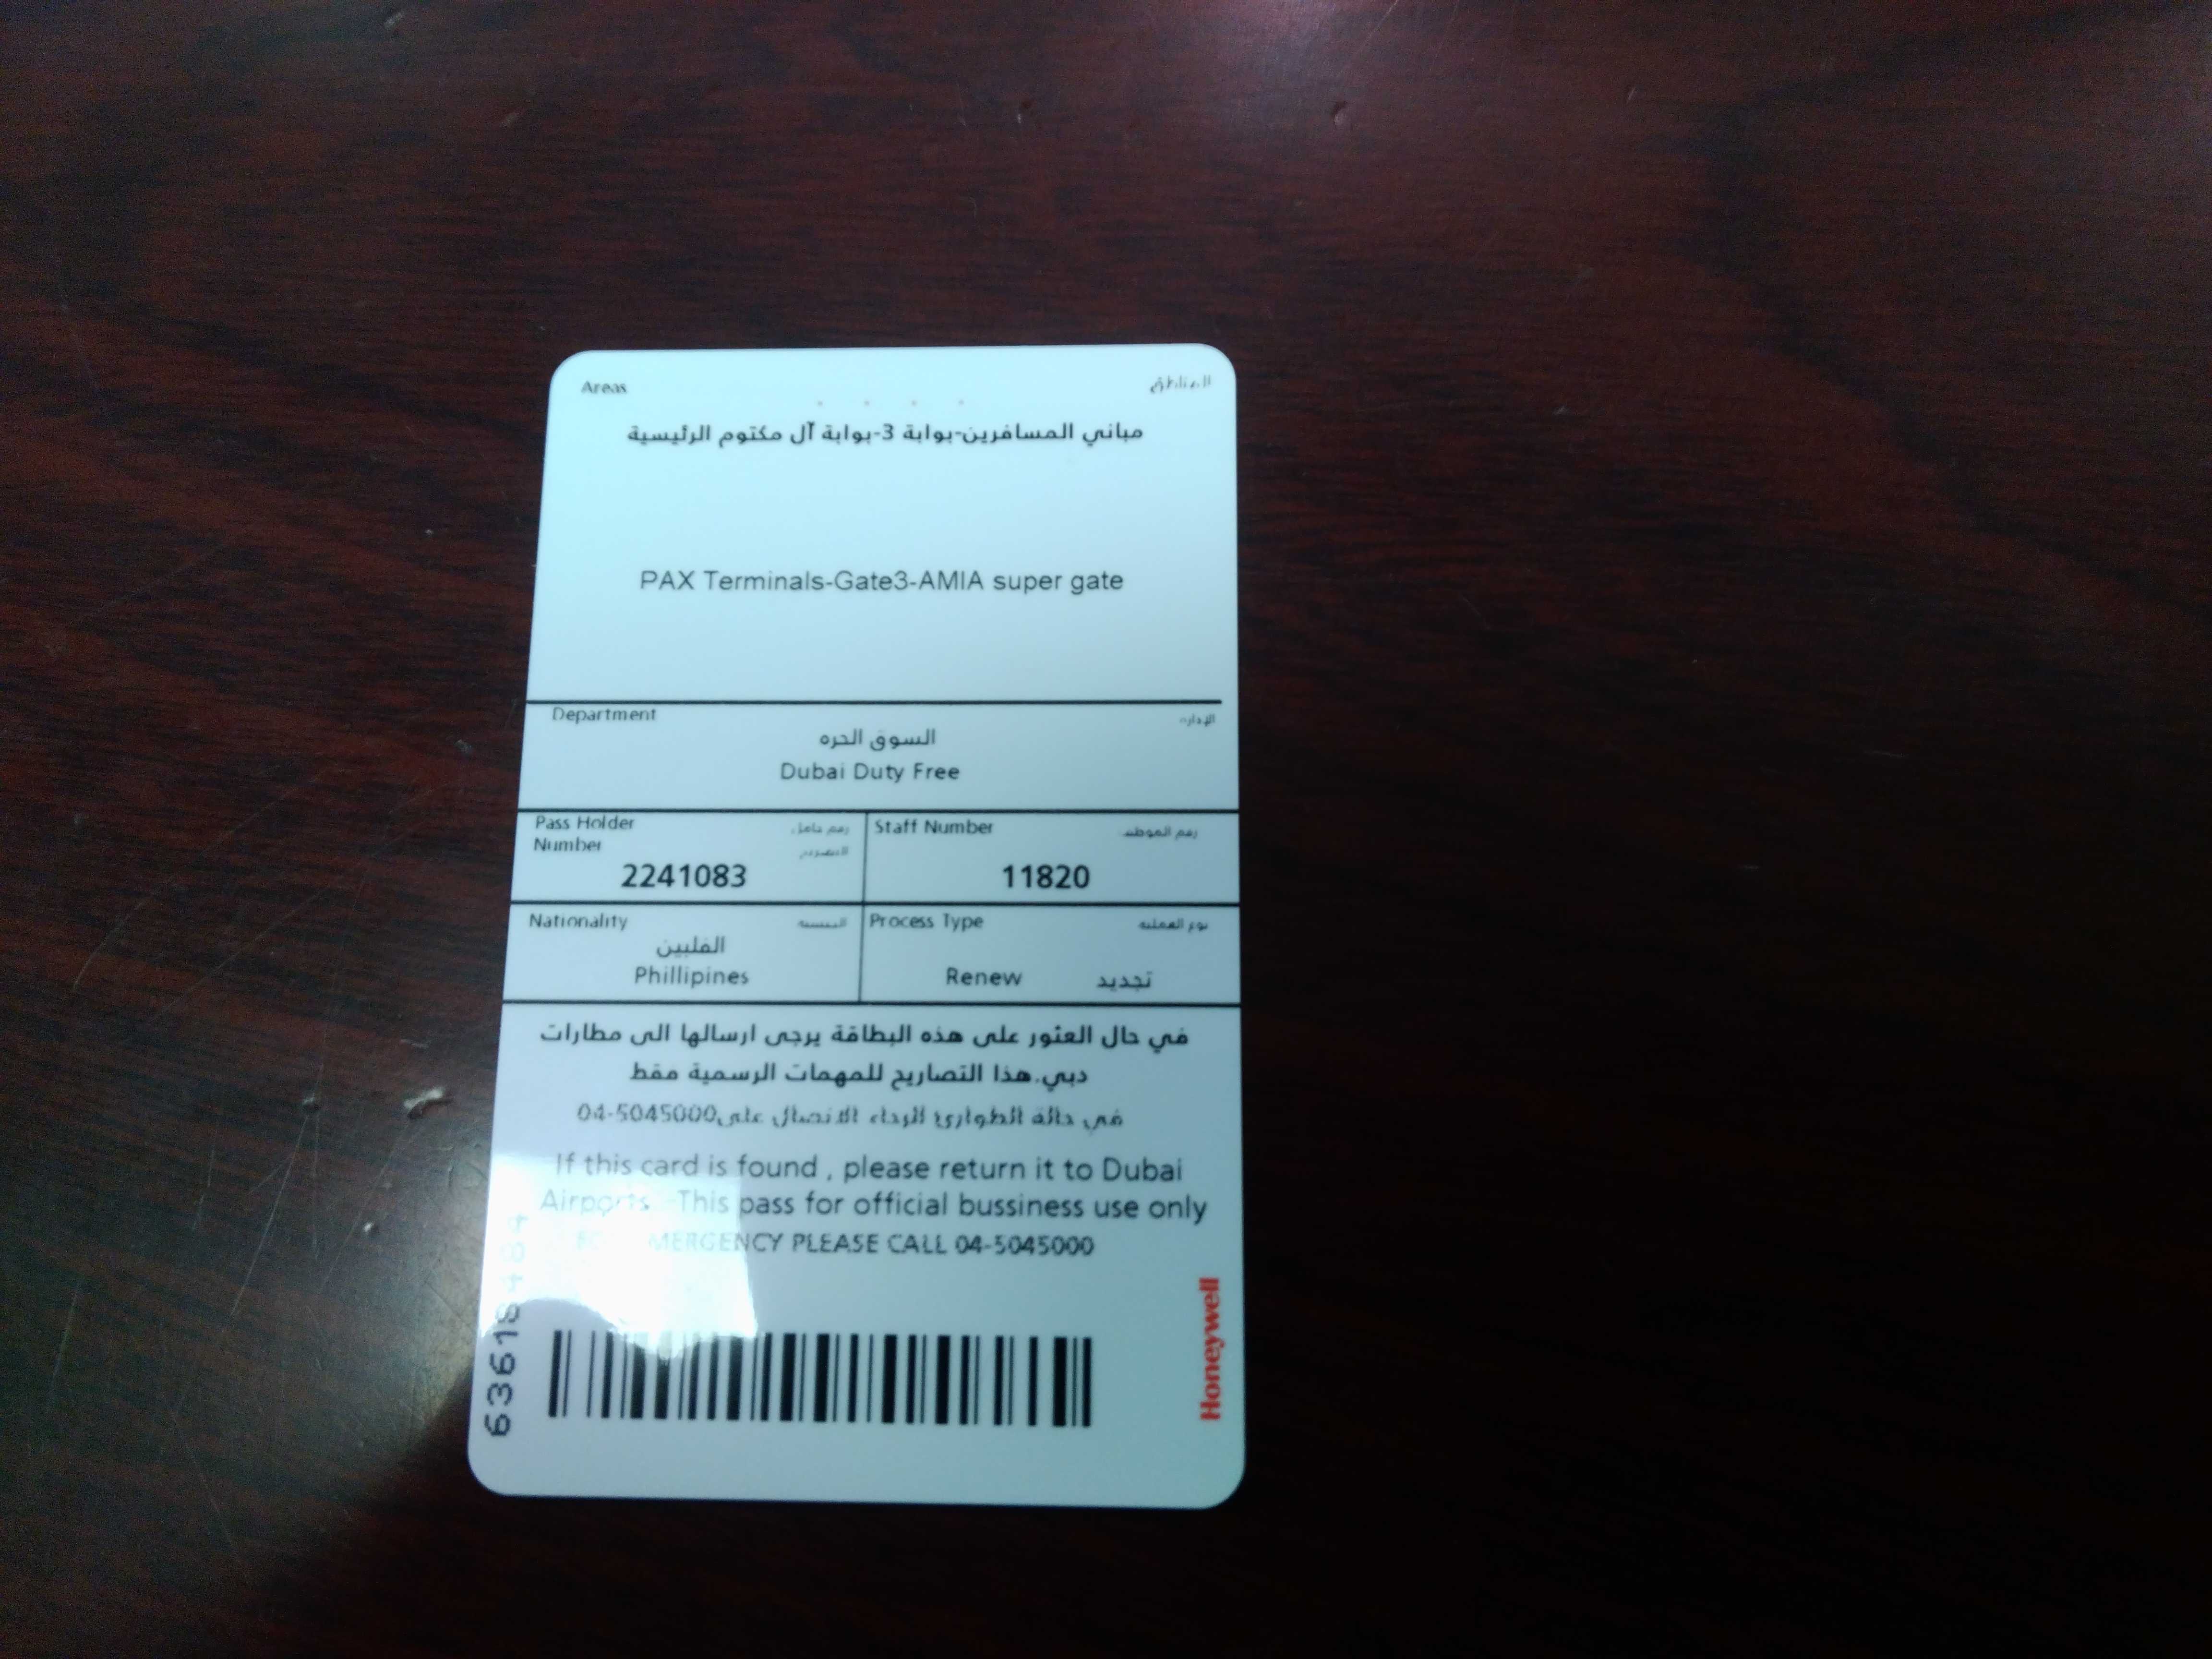 Areas المناطق
مباني المسافرين-بوابة 3-بوابة آل مكتوم الرئيسية
PAX Terminals-Gate3-AMIA super gate
Department الإدارة
السوق الحره
Dubai Duty Free
Pass Holder رقم حامل
Number التصريح
2241083
Staff Number رقم الموظف
11820
Nationality الجنسية
الفلبين
Phillipines
Process Type نوع العملية
Renew تجديد
في حال العثور على هذه البطاقة يرجى ارسالها الى مطارات
دبي.هذا التصاريح للمهمات الرسمية فقط
في حالة الطوارئ الرجاء الاتصال على04-5045000
If this card is found , please return it to Dubai
Airports. This pass for official bussiness use only
EMERGENCY PLEASE CALL 04-5045000
Honeywell